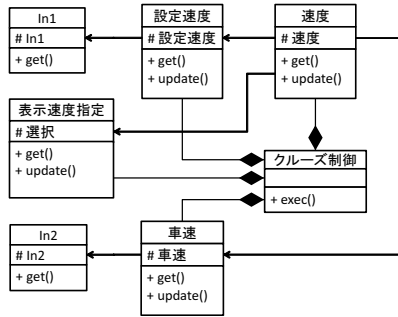 In1
# In1
+ get()
設定速度
# 設定速度
+ get()
+ update()
速度
# 速度
+ get()
+ update()
表示速度指定
# 選択
+ get()
+ update()
クルーズ制御
+ exec()
In2
# In2
+ get()
車速
# 車速
+ get()
+ update()